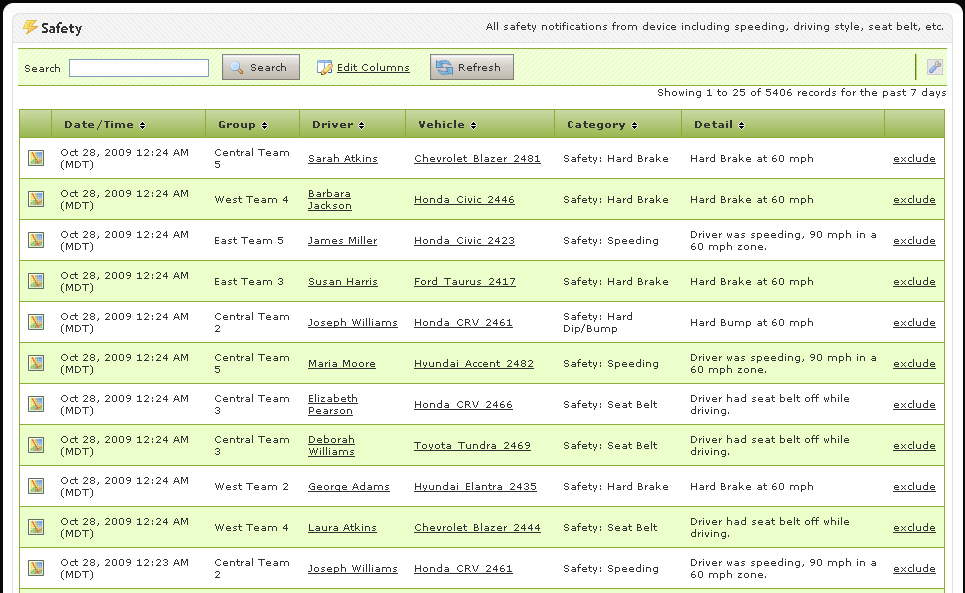 Safety
All safety notifications from device including speeding, driving style, seat belt, etc.
Search Search Edit Columns Refresh
Showing 1 to 25 of 5406 records for the past 7 days
Date/Time Group Driver Vehicle Category Detail
Oct 28, 2009 12:24 AM (MDT) Central Team 5 Sarah Atkins Chevrolet Blazer 2481 Safety: Hard Brake Hard Brake at 60 mph exclude
Oct 28, 2009 12:24 AM (MDT) West Team 4 Barbara Jackson Honda Civic 2446 Safety: Hard Brake Hard Brake at 60 mph exclude
Oct 28, 2009 12:24 AM (MDT) East Team 5 James Miller Honda Civic 2423 Safety: Speeding Driver was speeding, 90 mph in a 60 mph zone. exclude
Oct 28, 2009 12:24 AM (MDT) East Team 3 Susan Harris Ford Taurus 2417 Safety: Hard Brake Hard Brake at 60 mph exclude
Oct 28, 2009 12:24 AM (MDT) Central Team 2 Joseph Williams Honda CRV 2461 Safety: Hard Dip/Bump Hard Bump at 60 mph exclude
Oct 28, 2009 12:24 AM (MDT) Central Team 5 Maria Moore Hyundai Accent 2482 Safety: Speeding Driver was speeding, 90 mph in a 60 mph zone. exclude
Oct 28, 2009 12:24 AM (MDT) Central Team 3 Elizabeth Pearson Honda CRV 2466 Safety: Seat Belt Driver had seat belt off while driving. exclude
Oct 28, 2009 12:24 AM (MDT) Central Team 3 Deborah Williams Toyota Tundra 2469 Safety: Seat Belt Driver had seat belt off while driving. exclude
Oct 28, 2009 12:24 AM (MDT) West Team 2 George Adams Hyundai Elantra 2435 Safety: Hard Brake Hard Brake at 60 mph exclude
Oct 28, 2009 12:24 AM (MDT) West Team 4 Laura Atkins Chevrolet Blazer 2444 Safety: Seat Belt Driver had seat belt off while driving. exclude
Oct 28, 2009 12:23 AM (MDT) Central Team 2 Joseph Williams Honda CRV 2461 Safety: Speeding Driver was speeding, 90 mph in a 60 mph zone. exclude